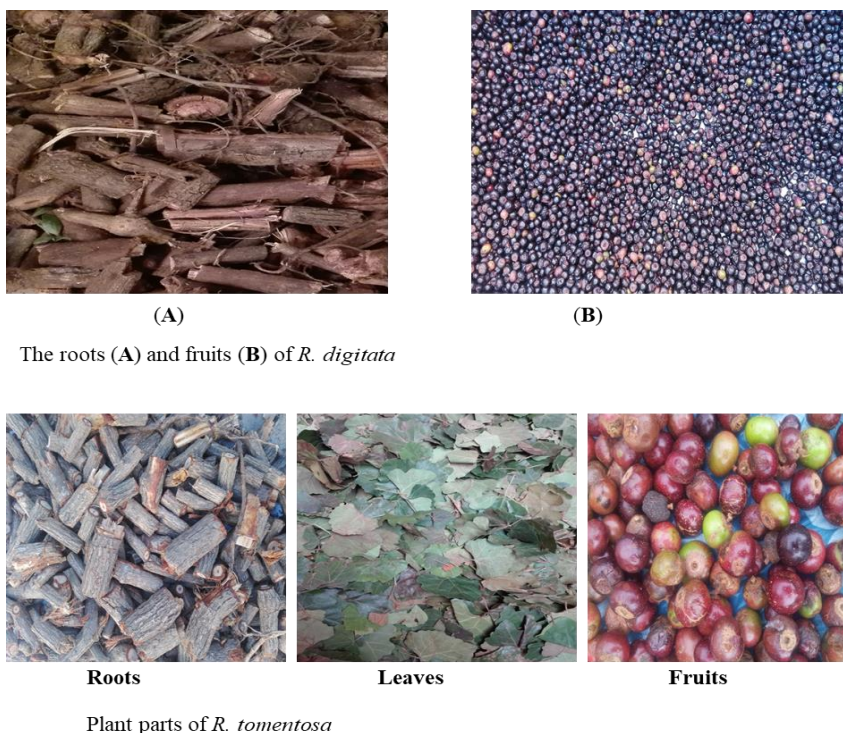 (A) (B)
The roots (A) and fruits (B) of R. digitata
Roots Leaves Fruits
Plant parts of R. tomentosa